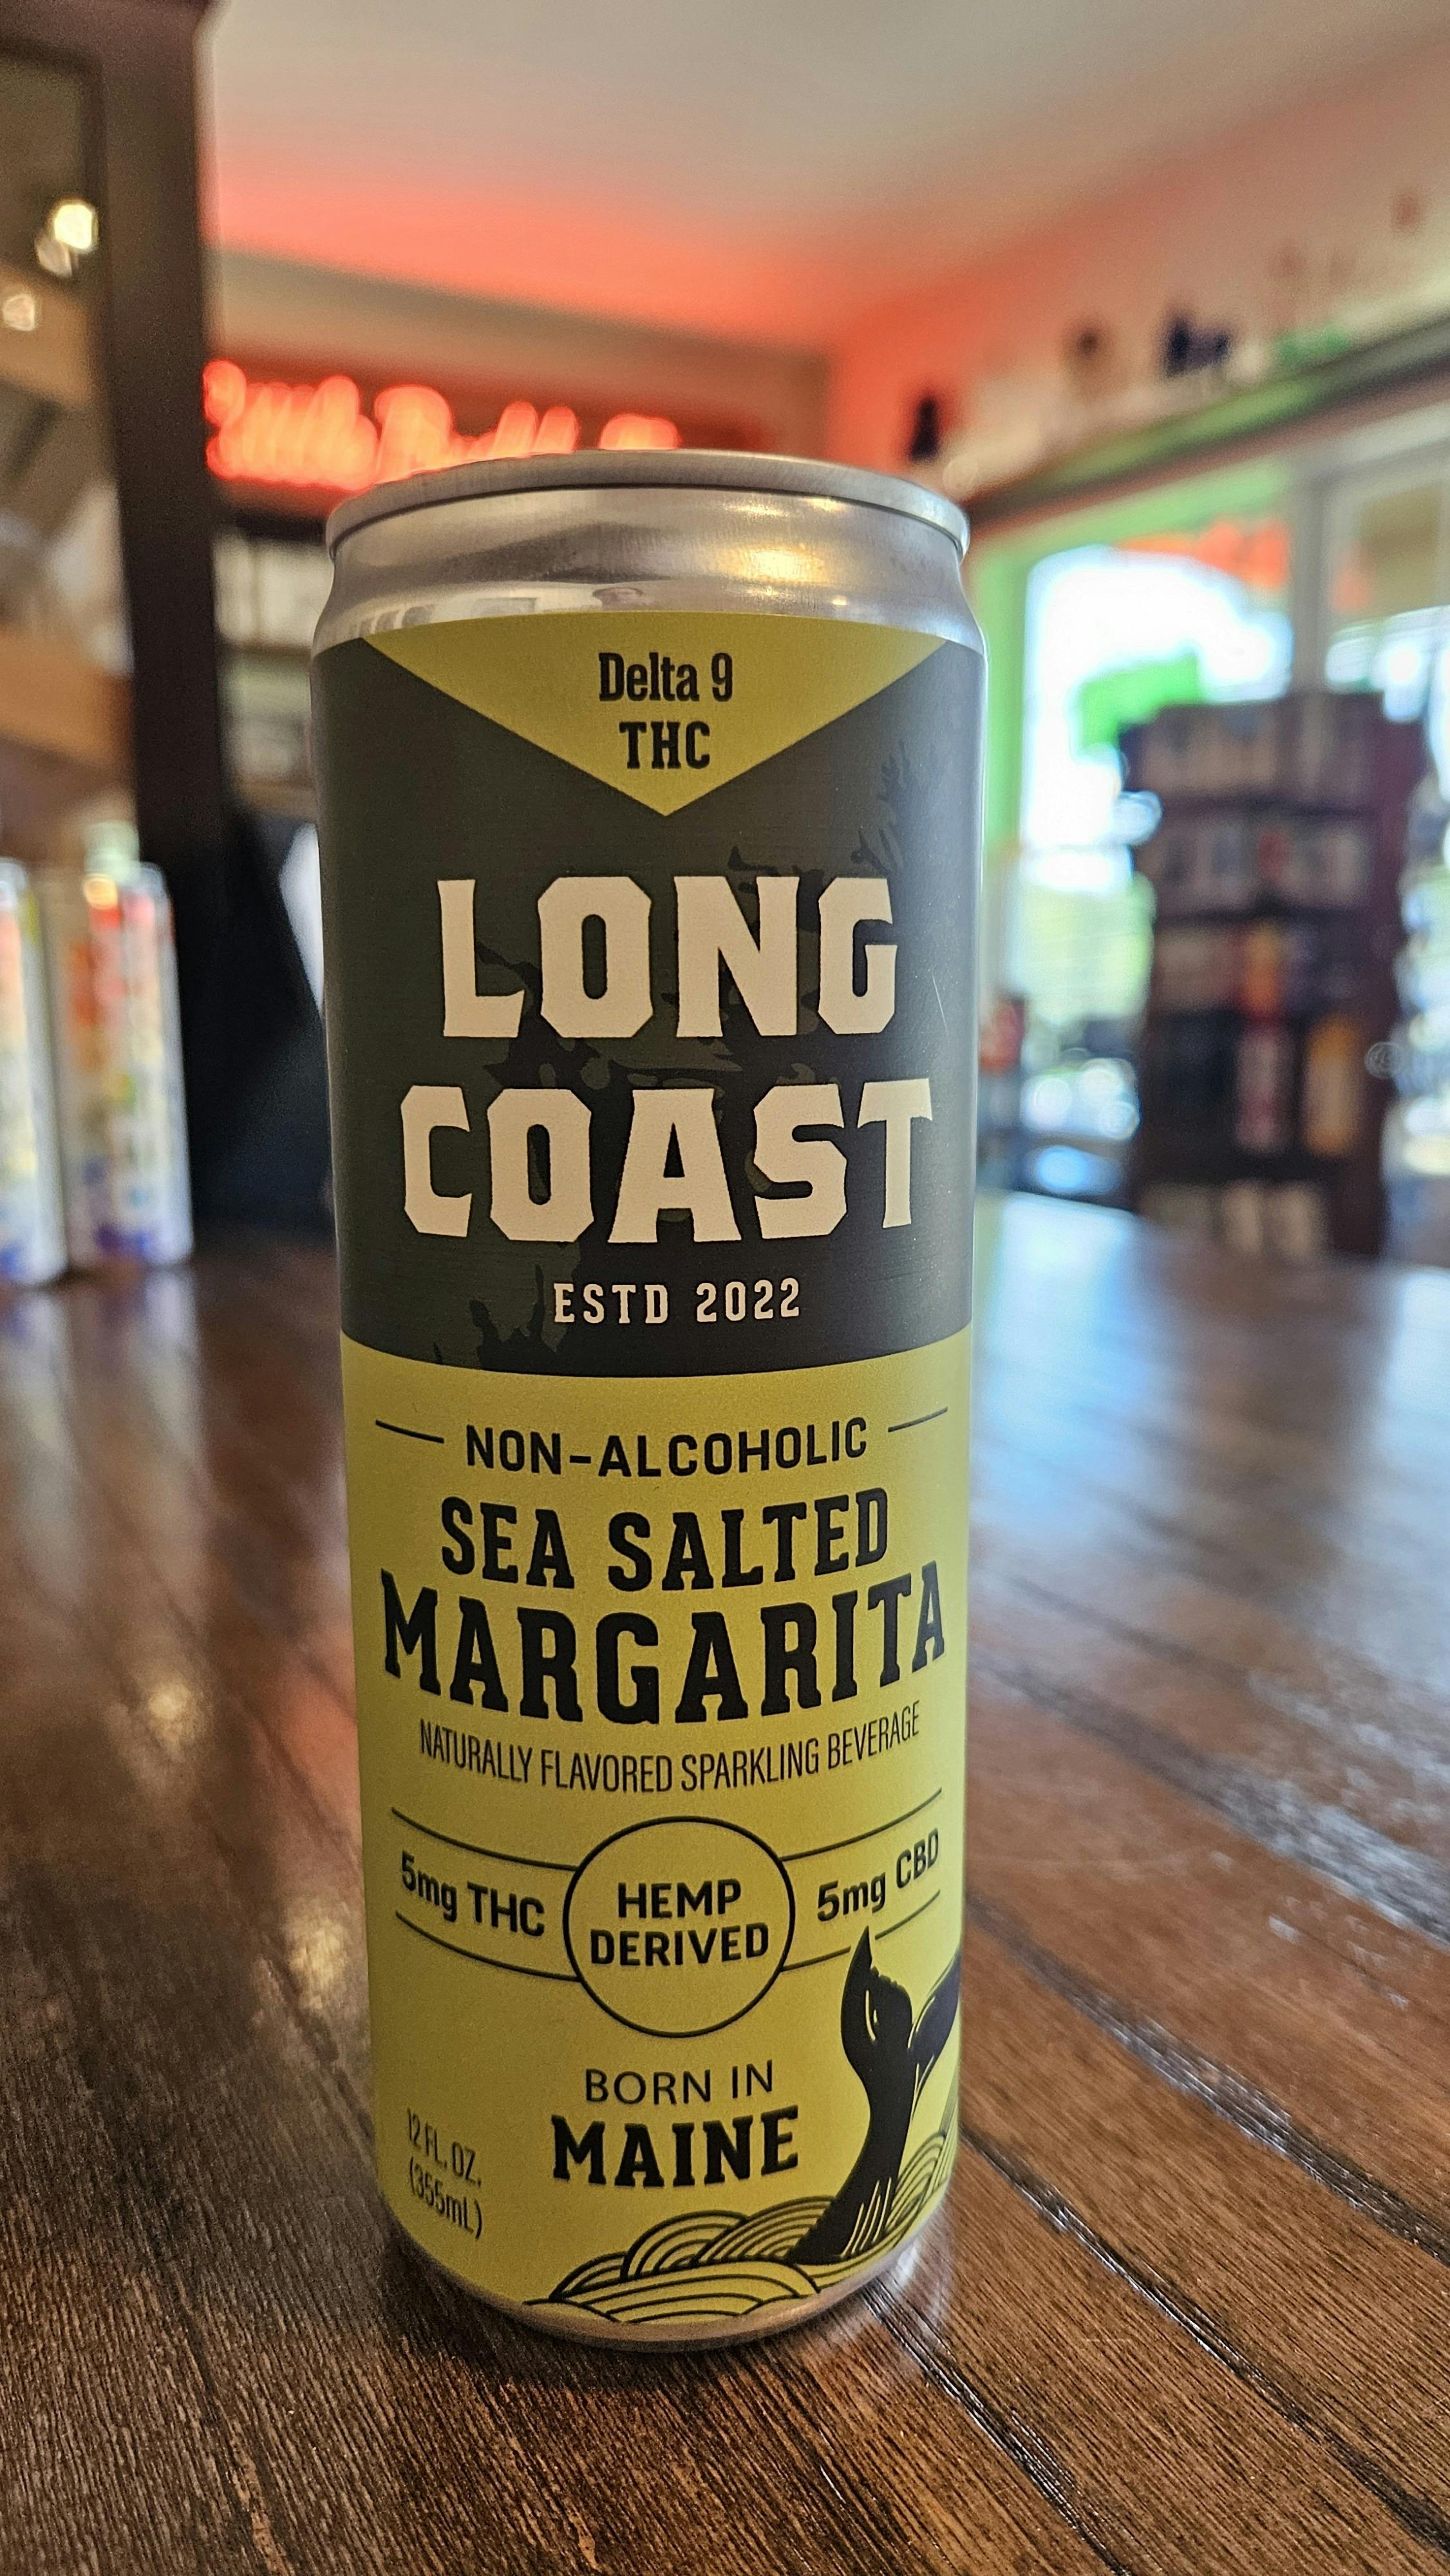 Delta 9
THC
LONG
COAST
ESTD 2022
NON-ALCOHOLIC
SEA SALTED
MARGARITA
NATURALLY FLAVORED SPARKLING BEVERAGE
5mg THC
HEMP
DERIVED
5mg CBD
BORN IN
MAINE
12 FL. OZ.
(355mL)